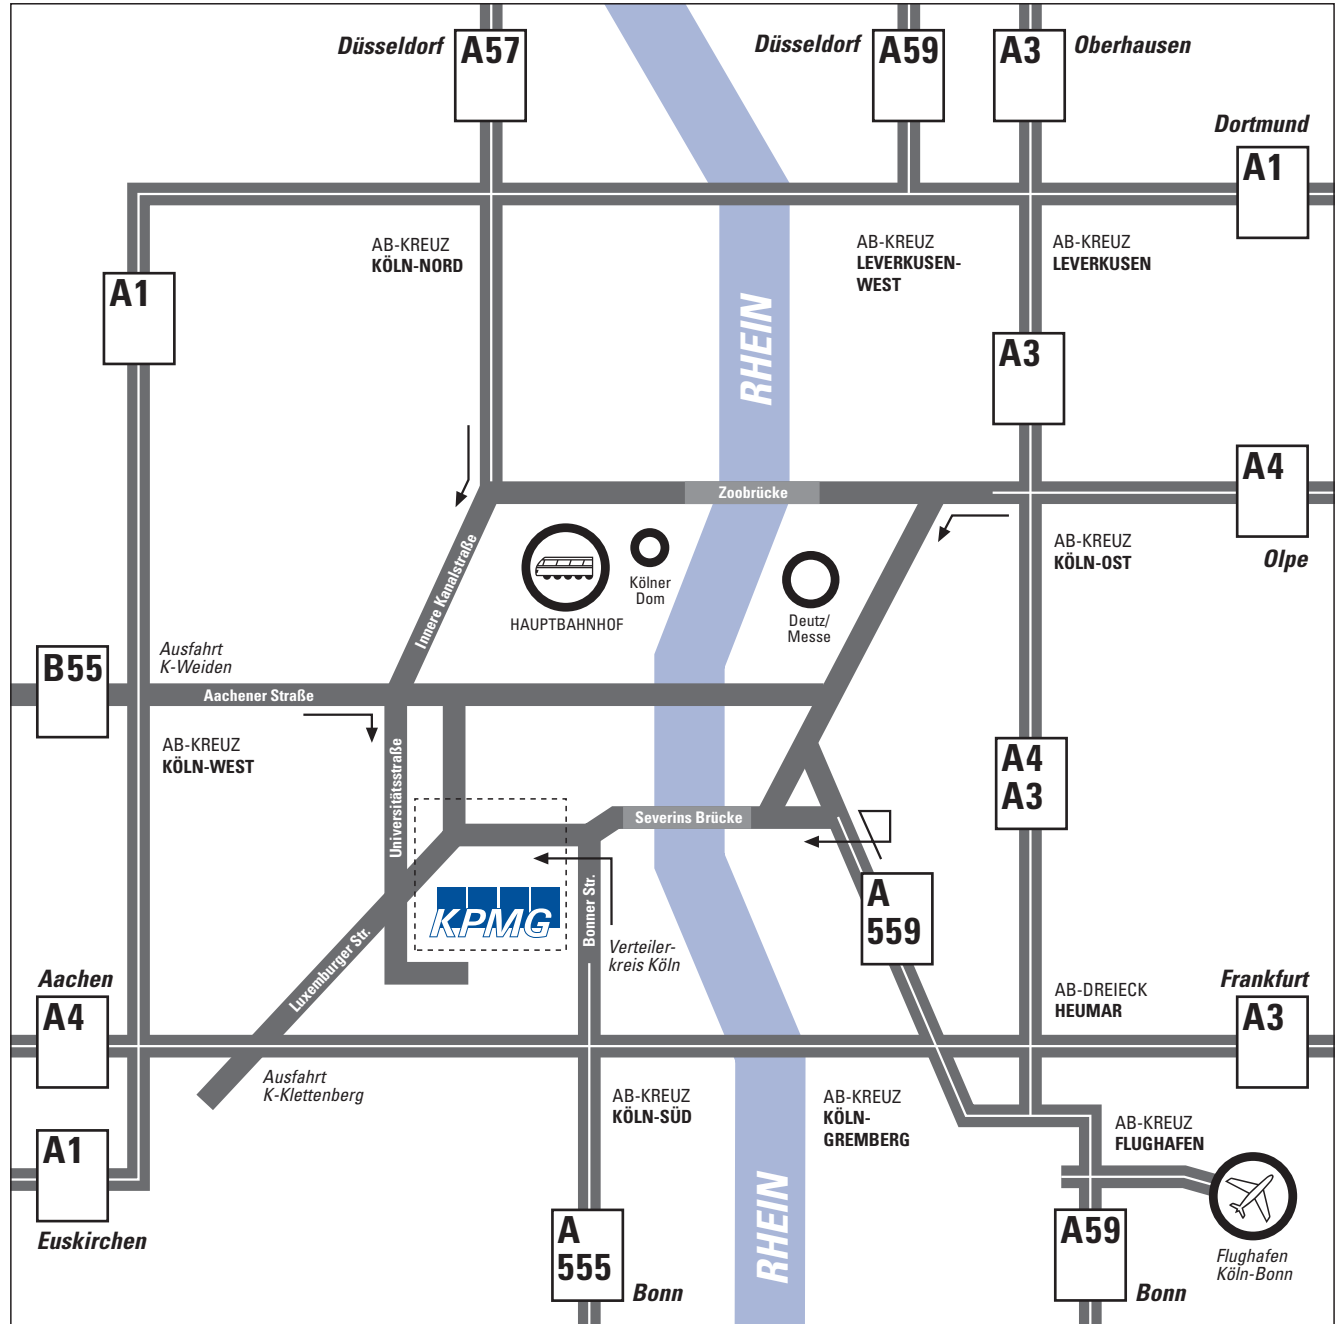 Düsseldorf
A57
Düsseldorf
A59
A3
Oberhausen
Dortmund
A1
AB-KREUZ
KÖLN-NORD
AB-KREUZ
LEVERKUSEN-
WEST
AB-KREUZ
LEVERKUSEN
A1
RHEIN
A3
A4
Olpe
Zoobrücke
AB-KREUZ
KÖLN-OST
Innere Kanalstraße
HAUPTBAHNHOF
Kölner
Dom
Deutz/
Messe
Ausfahrt
K-Weiden
B55
Aachener Straße
AB-KREUZ
KÖLN-WEST
Universitätsstraße
A4
A3
Severins Brücke
KPMG
Bonner Str.
Verteiler-
kreis Köln
A
559
Luxemburger Str.
Aachen
A4
AB-DREIECK
HEUMAR
Frankfurt
A3
Ausfahrt
K-Klettenberg
AB-KREUZ
KÖLN-SÜD
AB-KREUZ
KÖLN-
GREMBERG
AB-KREUZ
FLUGHAFEN
A1
Euskirchen
A
555
Bonn
RHEIN
A59
Bonn
Flughafen
Köln-Bonn